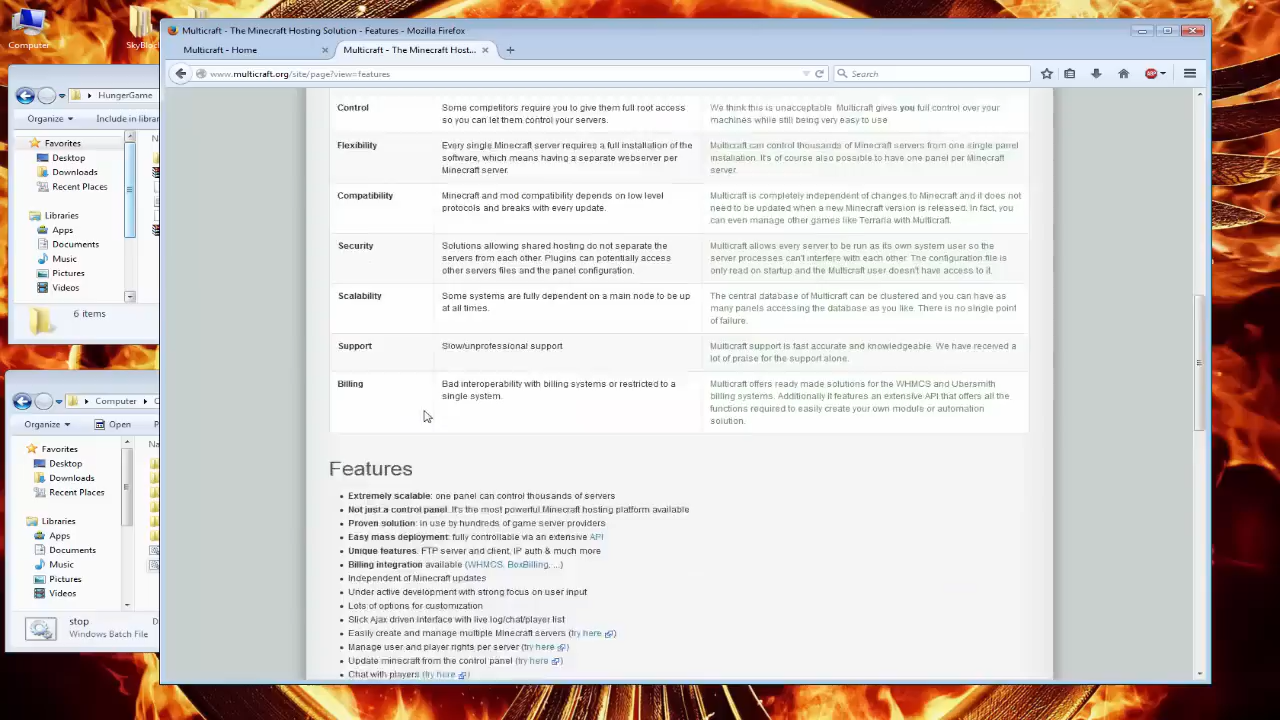 Computer
SkyBlock
Multicraft - The Minecraft Hosting Solution - Features - Mozilla Firefox
Multicraft - Home
Multicraft - The Minecraft Host...
www.multicraft.org/site/page?view=features
Search
HungerGame
Organize
Include in librar
Favorites
Desktop
Downloads
Recent Places
Libraries
Apps
Documents
Music
Pictures
Videos
6 items
Computer
Organize
Open
Favorites
Desktop
Downloads
Recent Places
Libraries
Apps
Documents
Music
Pictures
Videos
stop
Windows Batch File
Control
Some competitors require you to give them full root access
so you can let them control your servers.
We think this is unacceptable. Multicraft gives you full control over your
machines while still being very easy to use
Flexibility
Every single Minecraft server requires a full installation of the
software, which means having a separate webserver per
Minecraft server.
Multicraft can control thousands of Minecraft servers from one single panel
installation. It's of course also possible to have one panel per Minecraft
server.
Compatibility
Minecraft and mod compatibility depends on low level
protocols and breaks with every update.
Multicraft is completely independent of changes to Minecraft and it does not
need to be updated when a new Minecraft version is released. In fact, you
can even manage other games like Terraria with Multicraft.
Security
Solutions allowing shared hosting do not separate the
servers from each other. Plugins can potentially access
other servers files and the panel configuration.
Multicraft allows every server to be run as its own system user so the
server processes can't interfere with each other. The configuration file is
only read on startup and the Multicraft user doesn't have access to it.
Scalability
Some systems are fully dependent on a main node to be up
at all times.
The central database of Multicraft can be clustered and you can have as
many panels accessing the database as you like. There is no single point
of failure.
Support
Slow/unprofessional support
Multicraft support is fast accurate and knowledgeable. We have received a
lot of praise for the support alone.
Billing
Bad interoperability with billing systems or restricted to a
single system.
Multicraft offers ready made solutions for the WHMCS and Ubersmith
billing systems. Additionally it features an extensive API that offers all the
functions required to easily create your own module or automation
solution.
Features
Extremely scalable: one panel can control thousands of servers
Not just a control panel. It's the most powerful Minecraft hosting platform available
Proven solution: in use by hundreds of game server providers
Easy mass deployment: fully controllable via an extensive API
Unique features. FTP server and client, IP auth & much more
Billing integration available (WHMCS, BoxBilling, ...)
Independent of Minecraft updates
Under active development with strong focus on user input
Lots of options for customization
Slick Ajax driven interface with live log/chat/player list
Easily create and manage multiple Minecraft servers (try here)
Manage user and player rights per server (try here)
Update minecraft from the control panel (try here)
Chat with players (try here)